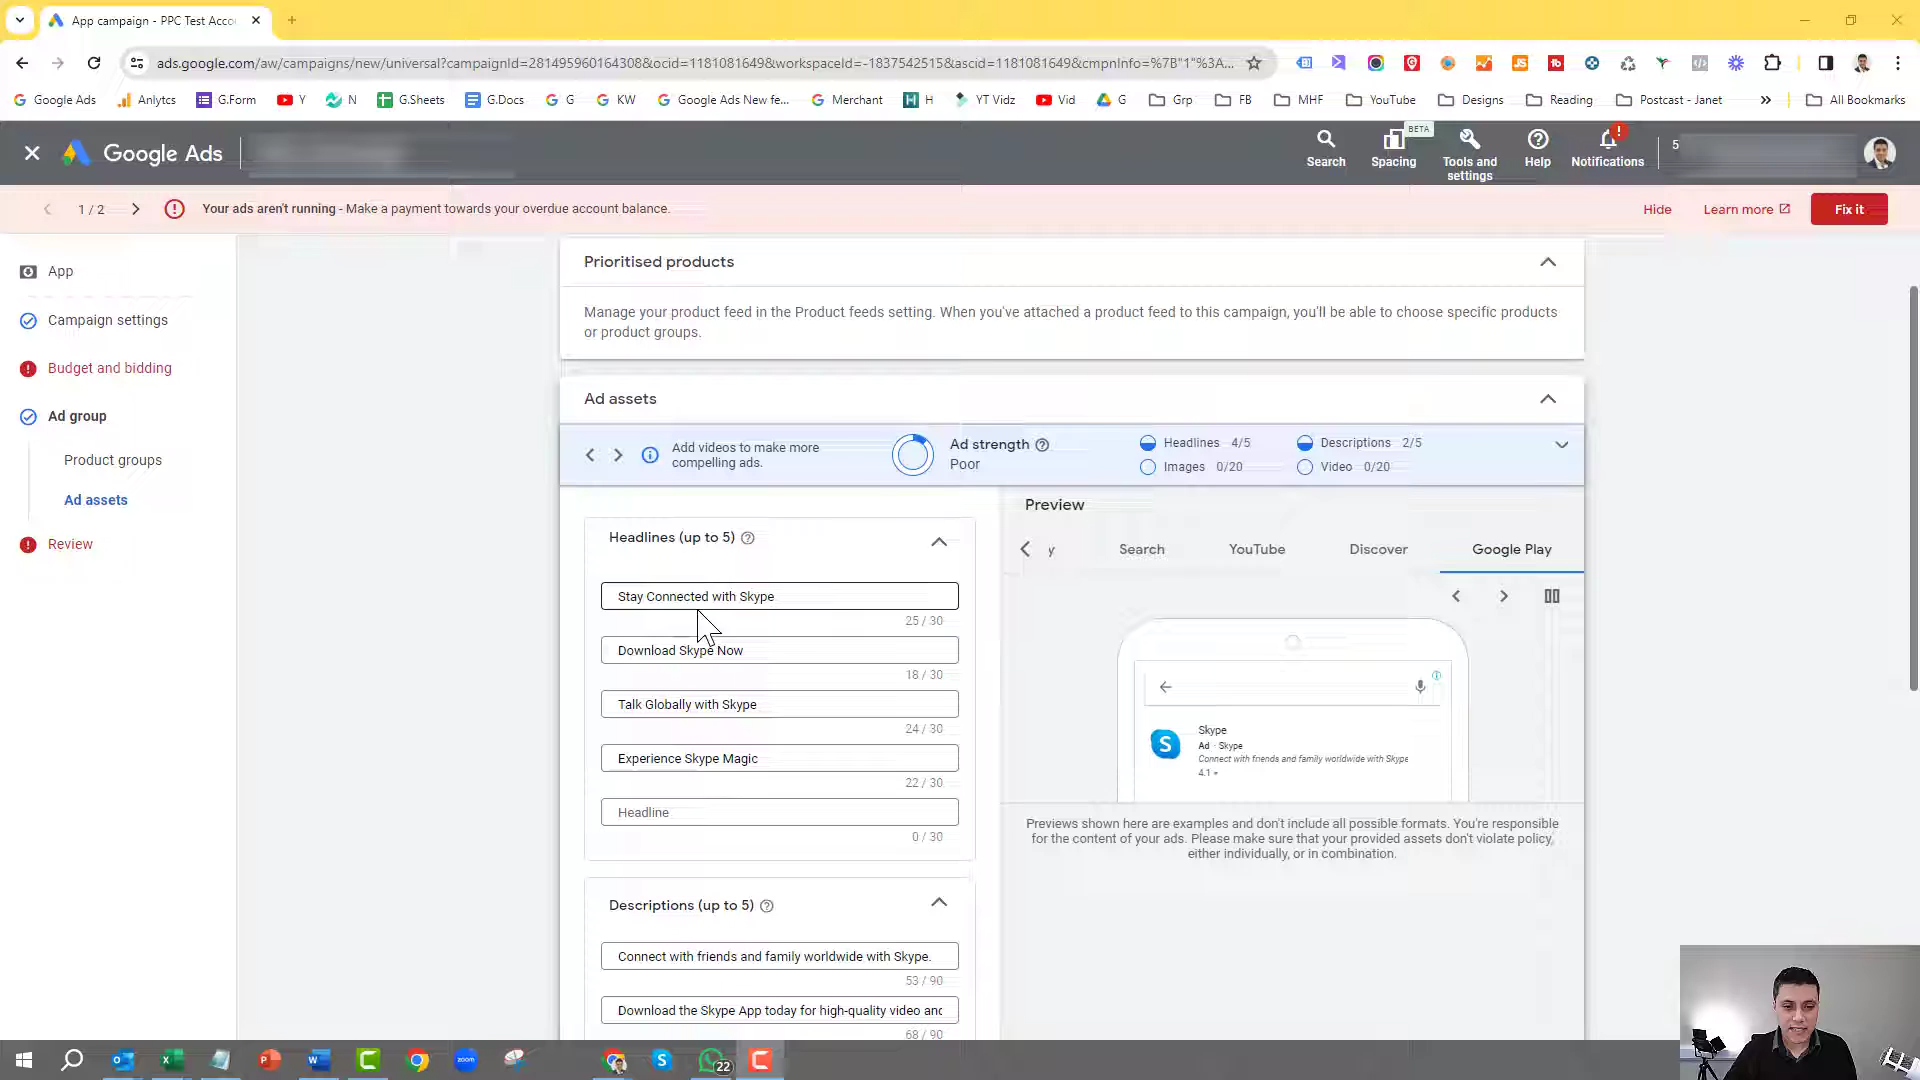 App campaign - PPC Test Acco
ads.google.com/aw/campaigns/new/universal?campaignId=281495960164308&ocid=1181081649&workspaceId=-1837542515&ascid=1181081649&cmpnInfo=%7B"1"%3A...
Google Ads
Anlytcs
G.Form
Y
N
G.Sheets
G.Docs
G
KW
Google Ads New fe...
Merchant
H
YT Vidz
Vid
G
Grp
FB
MHF
YouTube
Designs
Reading
Postcast - Janet
All Bookmarks
Google Ads
Search
BETA
Spacing
Tools and
settings
Help
Notifications
5
1 / 2
Your ads aren't running - Make a payment towards your overdue account balance.
Hide
Learn more
Fix it
App
Campaign settings
Budget and bidding
Ad group
Product groups
Ad assets
Review
Prioritised products
Manage your product feed in the Product feeds setting. When you've attached a product feed to this campaign, you'll be able to choose specific products
or product groups.
Ad assets
Add videos to make more
compelling ads.
Ad strength
Poor
Headlines 4/5
Descriptions 2/5
Images 0/20
Video 0/20
Headlines (up to 5)
Stay Connected with Skype
25 / 30
Download Skype Now
18 / 30
Talk Globally with Skype
24 / 30
Experience Skype Magic
22 / 30
Headline
0 / 30
Descriptions (up to 5)
Connect with friends and family worldwide with Skype.
53 / 90
Download the Skype App today for high-quality video and
68 / 90
Preview
y
Search
YouTube
Discover
Google Play
Skype
Ad · Skype
Connect with friends and family worldwide with Skype
4.1
Previews shown here are examples and don't include all possible formats. You're responsible
for the content of your ads. Please make sure that your provided assets don't violate policy,
either individually, or in combination.
zoom
22